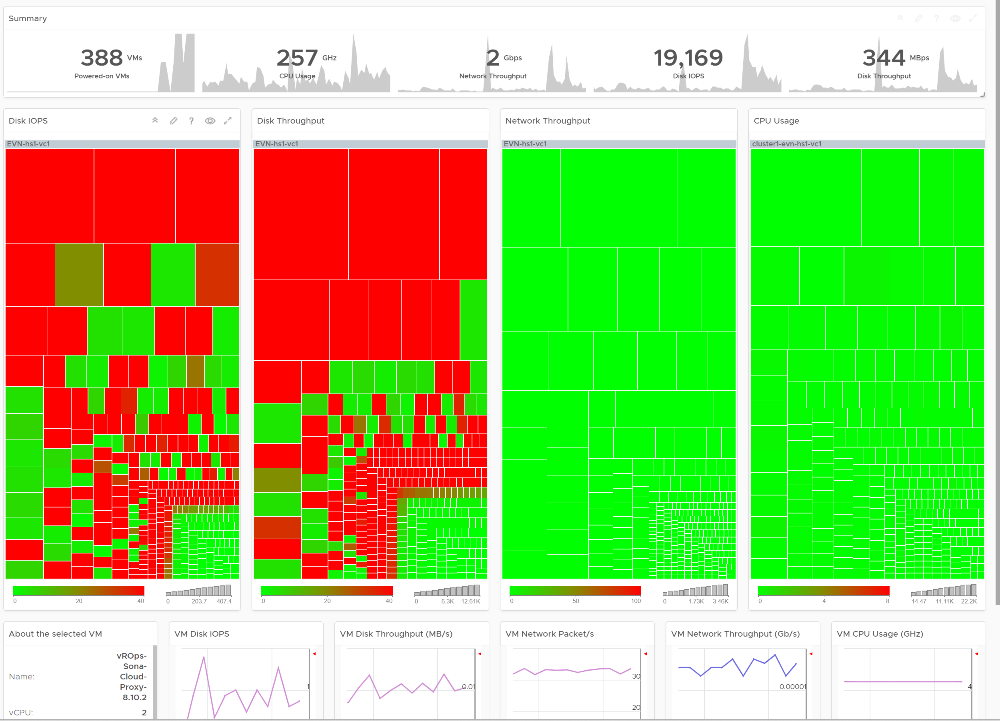 Summary
?
388 VMs
Powered-on VMs
257 GHz
CPU Usage
2 Gbps
Network Throughput
19,169
Disk IOPS
344 MBps
Disk Throughput
Disk IOPS
?
Disk Throughput
Network Throughput
CPU Usage
EVN-hs1-vc1
EVN-hs1-vc1
EVN-hs1-vc1
cluster1-evn-hs1-vc1
0 20 40
0 203.7 407.4
0 20 40
0 6.3K 12.61K
0 50 100
0 1.73K 3.46K
0 4 8
14.47 11.11K 22.2K
About the selected VM
Name:
vROps-
Sona-
Cloud-
Proxy-
8.10.2
vCPU: 2
VM Disk IOPS
1
VM Disk Throughput (MB/s)
0.01
VM Network Packet/s
30
20
VM Network Throughput (Gb/s)
0.00001
VM CPU Usage (GHz)
4